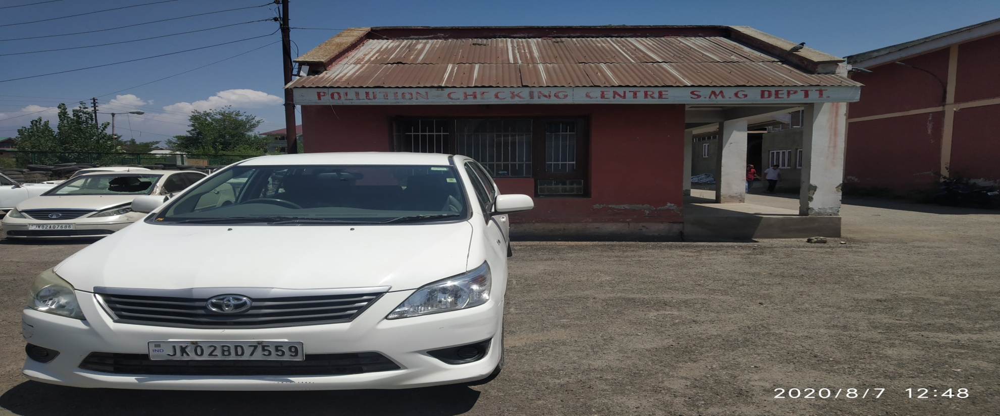 POLLUTION CHECKING CENTRE S.M.G DEPTT.
JK02AQ7686
IND JK02BD7559
2020/8/7 12:48